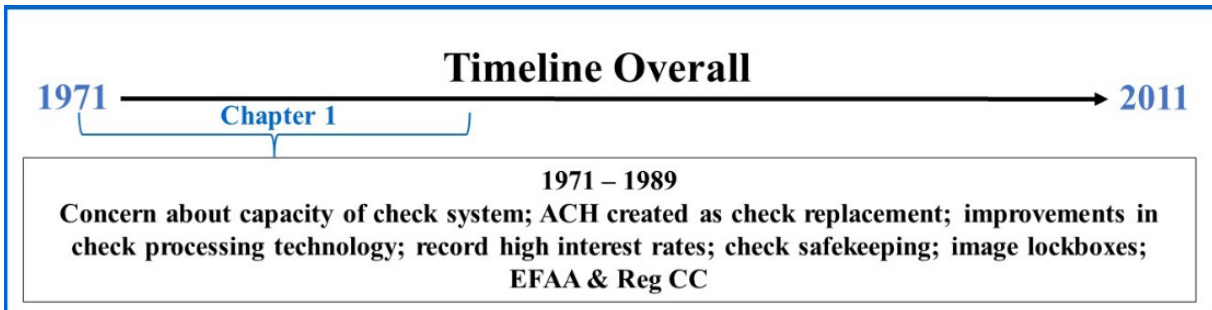 Timeline Overall
1971
2011
Chapter 1
1971 – 1989
Concern about capacity of check system; ACH created as check replacement; improvements in
check processing technology; record high interest rates; check safekeeping; image lockboxes;
EFAA & Reg CC